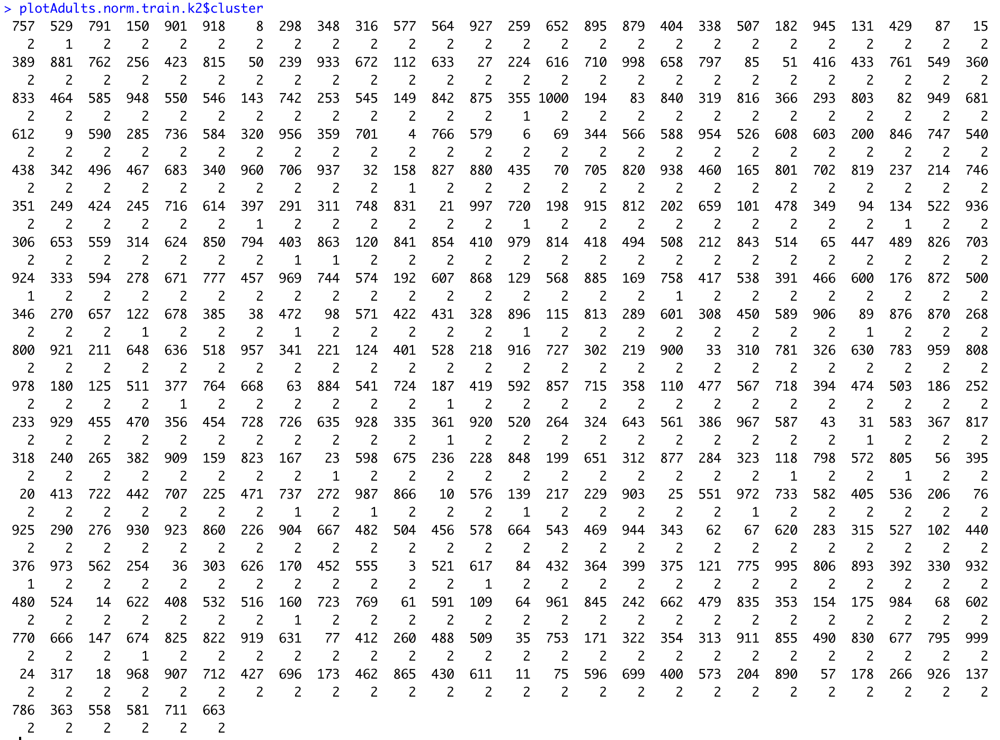 > plotAdults.norm.train.k2$cluster
757 529 791 150 901 918 8 298 348 316 577 564 927 259 652 895 879 404 338 507 182 945 131 429 87 15
2 1 2 2 2 2 2 2 2 2 2 2 2 2 2 2 2 2 2 2 2 2 2 2 2 2
389 881 762 256 423 815 50 239 933 672 112 633 27 224 616 710 998 658 797 85 51 416 433 761 549 360
2 2 2 2 2 2 2 2 2 2 2 2 2 2 2 2 2 2 2 2 2 2 2 2 2 2
833 464 585 948 550 546 143 742 253 545 149 842 875 355 1000 194 83 840 319 816 366 293 803 82 949 681
2 2 2 2 2 2 2 2 2 2 2 2 2 1 2 2 2 2 2 2 2 2 2 2 2 2
612 9 590 285 736 584 320 956 359 701 4 766 579 6 69 344 566 588 954 526 608 603 200 846 747 540
2 2 2 2 2 2 2 2 2 2 2 2 2 2 2 2 2 2 2 2 2 2 2 2 2 2
438 342 496 467 683 340 960 706 937 32 158 827 880 435 70 705 820 938 460 165 801 702 819 237 214 746
2 2 2 2 2 2 2 2 2 2 1 2 2 2 2 2 2 2 2 2 2 2 2 2 2 2
351 249 424 245 716 614 397 291 311 748 831 21 997 720 198 915 812 202 659 101 478 349 94 134 522 936
2 2 2 2 2 2 1 2 2 2 2 2 2 1 2 2 2 2 2 2 2 2 2 1 2 2
306 653 559 314 624 850 794 403 863 120 841 854 410 979 814 418 494 508 212 843 514 65 447 489 826 703
2 2 2 2 2 2 2 1 1 2 2 2 2 2 2 2 2 2 2 2 2 2 2 2 2 2
924 333 594 278 671 777 457 969 744 574 192 607 868 129 568 885 169 758 417 538 391 466 600 176 872 500
1 2 2 2 2 2 2 2 2 2 2 2 2 2 2 2 2 1 2 2 2 2 2 2 2 2
346 270 657 122 678 385 38 472 98 571 422 431 328 896 115 813 289 601 308 450 589 906 89 876 870 268
2 2 2 1 2 2 2 1 2 2 2 2 2 1 2 2 2 2 2 2 2 2 1 2 2 2
800 921 211 648 636 518 957 341 221 124 401 528 218 916 727 302 219 900 33 310 781 326 630 783 959 808
2 2 2 2 2 2 2 2 2 2 2 2 2 2 2 2 2 2 2 2 2 2 2 2 2 2
978 180 125 511 377 764 668 63 884 541 724 187 419 592 857 715 358 110 477 567 718 394 474 503 186 252
2 2 2 2 1 2 2 2 2 2 2 1 2 2 2 2 2 2 2 2 2 2 2 2 2 2
233 929 455 470 356 454 728 726 635 928 335 361 920 520 264 324 643 561 386 967 587 43 31 583 367 817
2 2 2 2 2 2 2 2 2 2 2 1 2 2 2 2 2 2 2 2 2 2 1 2 2 2
318 240 265 382 909 159 823 167 23 598 675 236 228 848 199 651 312 877 284 323 118 798 572 805 56 395
2 2 2 2 2 2 2 2 1 2 2 2 2 2 2 2 2 2 2 2 1 2 2 1 2 2
20 413 722 442 707 225 471 737 272 987 866 10 576 139 217 229 903 25 551 972 733 582 405 536 206 76
2 2 2 2 2 2 2 1 2 1 2 2 2 1 2 2 2 2 2 1 2 2 2 2 2 2
925 290 276 930 923 860 226 904 667 482 504 456 578 664 543 469 944 343 62 67 620 283 315 527 102 440
2 2 2 2 2 2 2 2 2 2 2 2 2 2 2 2 2 2 2 2 2 2 2 2 2 2
376 973 562 254 36 303 626 170 452 555 3 521 617 84 432 364 399 375 121 775 995 806 893 392 330 932
1 2 2 2 2 2 2 2 2 2 2 2 1 2 2 2 2 2 2 2 2 2 2 2 2 2
480 524 14 622 408 532 516 160 723 769 61 591 109 64 961 845 242 662 479 835 353 154 175 984 68 602
2 2 2 2 2 2 2 1 2 2 2 2 2 2 2 2 2 2 2 2 2 2 2 2 2 2
770 666 147 674 825 822 919 631 77 412 260 488 509 35 753 171 322 354 313 911 855 490 830 677 795 999
2 2 2 1 2 2 2 2 2 2 2 2 2 2 2 2 2 2 2 2 2 2 2 2 2 2
24 317 18 968 907 712 427 696 173 462 865 430 611 11 75 596 699 400 573 204 890 57 178 266 926 137
2 2 2 2 2 2 2 2 2 2 2 2 2 2 2 2 2 2 2 2 2 2 2 2 2 2
786 363 558 581 711 663
2 2 2 2 2 2